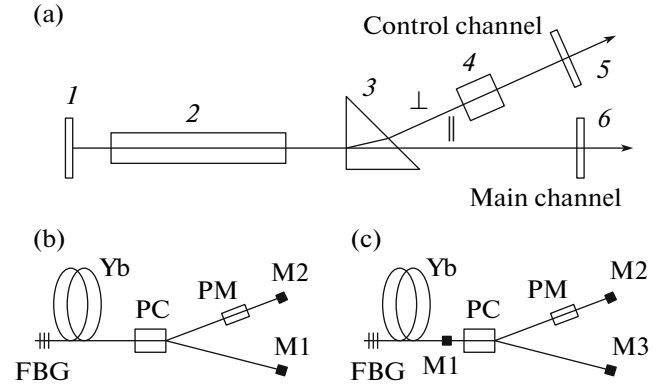 (a)
Control channel
1
2
3
4
5
6
⊥
||
Main channel
(b)
Yb
PC
PM
M2
FBG
M1
(c)
Yb
PC
PM
M2
FBG
M1
M3